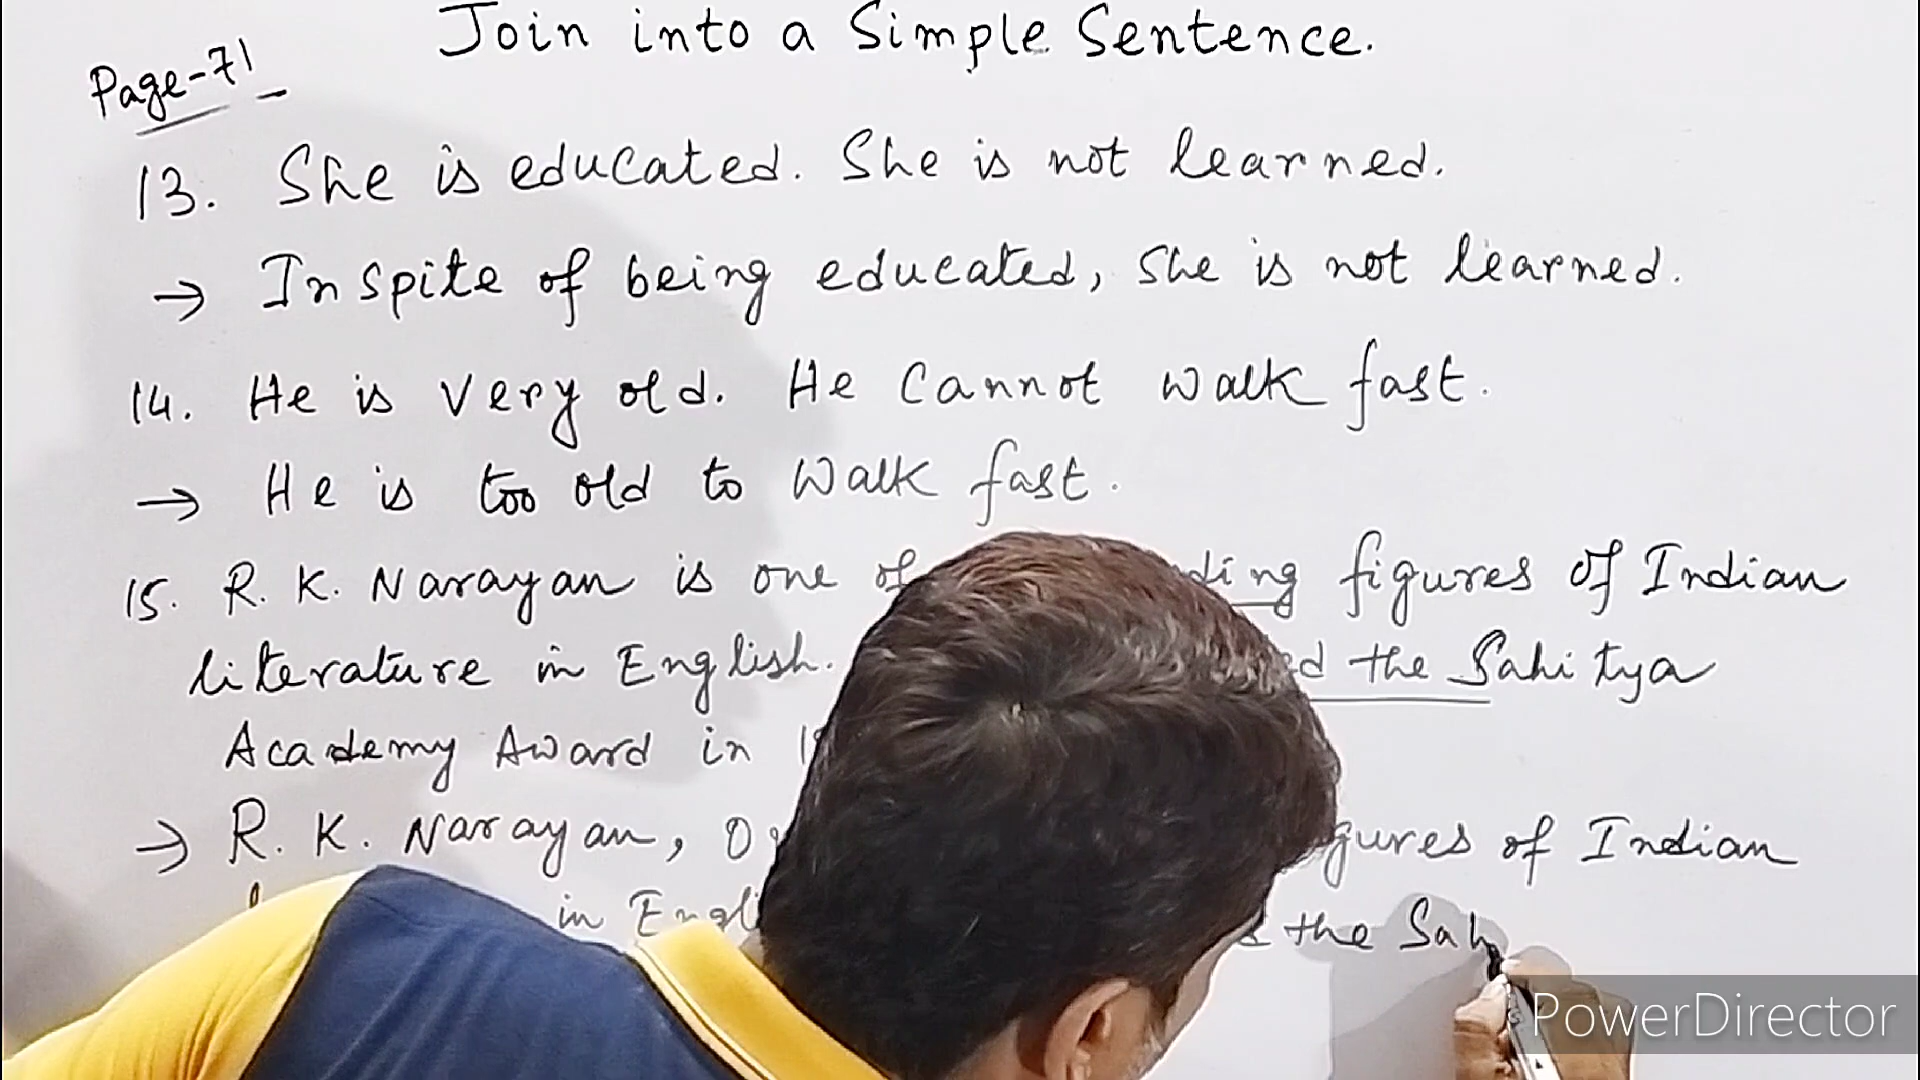 Join into a Simple Sentence.
Page-71
13. She is educated. She is not learned.
→ Inspite of being educated, she is not learned.
14. He is very old. He cannot walk fast.
→ He is too old to walk fast.
15. R. K. Narayan is one of figures of Indian
literature in English. the Sahitya
Academy Award in
→ R. K. Narayan, of Indian
in the
PowerDirector